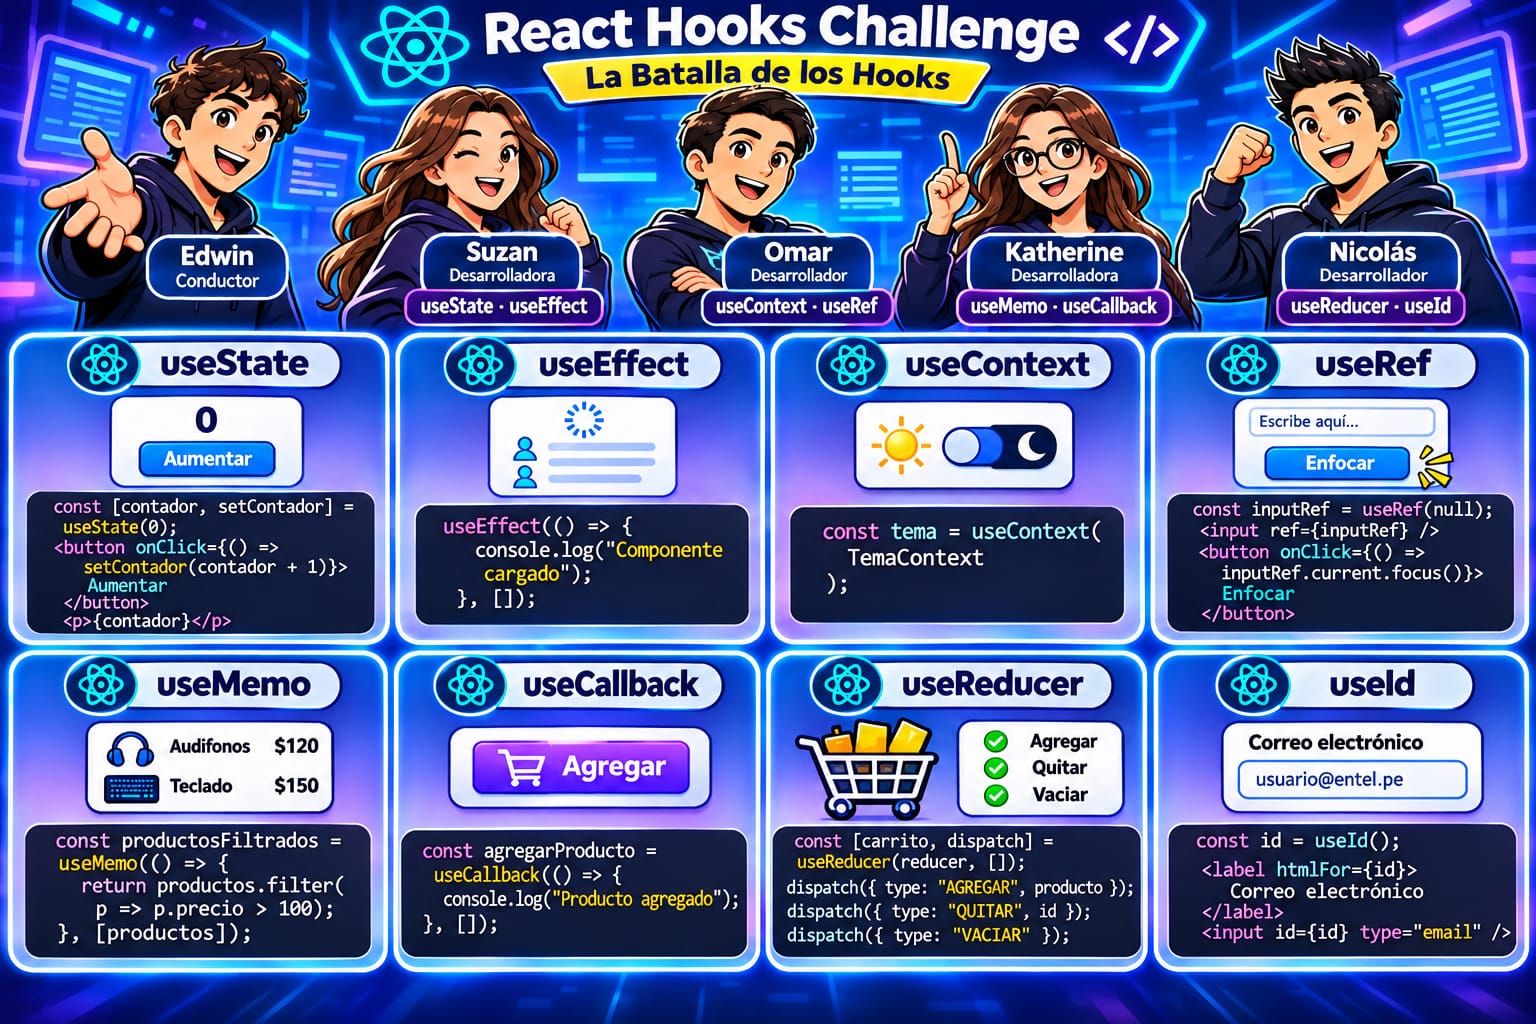 React Hooks Challenge </>
La Batalla de los Hooks
Edwin
Conductor
Suzan
Desarrolladora
useState · useEffect
Omar
Desarrollador
useContext · useRef
Katherine
Desarrolladora
useMemo · useCallback
Nicolás
Desarrollador
useReducer · useId
useState
0
Aumentar
const [contador, setContador] =
useState(0);
<button onClick={() =>
setContador(contador + 1)}>
Aumentar
</button>
<p>{contador}</p>
useEffect
useEffect(() => {
console.log("Componente
cargado");
}, []);
useContext
const tema = useContext(
TemaContext
);
useRef
Escribe aquí...
Enfocar
const inputRef = useRef(null);
<input ref={inputRef} />
<button onClick={() =>
inputRef.current.focus()}>
Enfocar
</button>
useMemo
Audifonos $120
Teclado $150
const productosFiltrados =
useMemo(() => {
return productos.filter(
p => p.precio > 100);
}, [productos]);
useCallback
Agregar
const agregarProducto =
useCallback(() => {
console.log("Producto agregado");
}, []);
useReducer
Agregar
Quitar
Vaciar
const [carrito, dispatch] =
useReducer(reducer, []);
dispatch({ type: "AGREGAR", producto });
dispatch({ type: "QUITAR", id });
dispatch({ type: "VACIAR" });
useId
Correo electrónico
usuario@entel.pe
const id = useId();
<label htmlFor={id}>
Correo electrónico
</label>
<input id={id} type="email" />